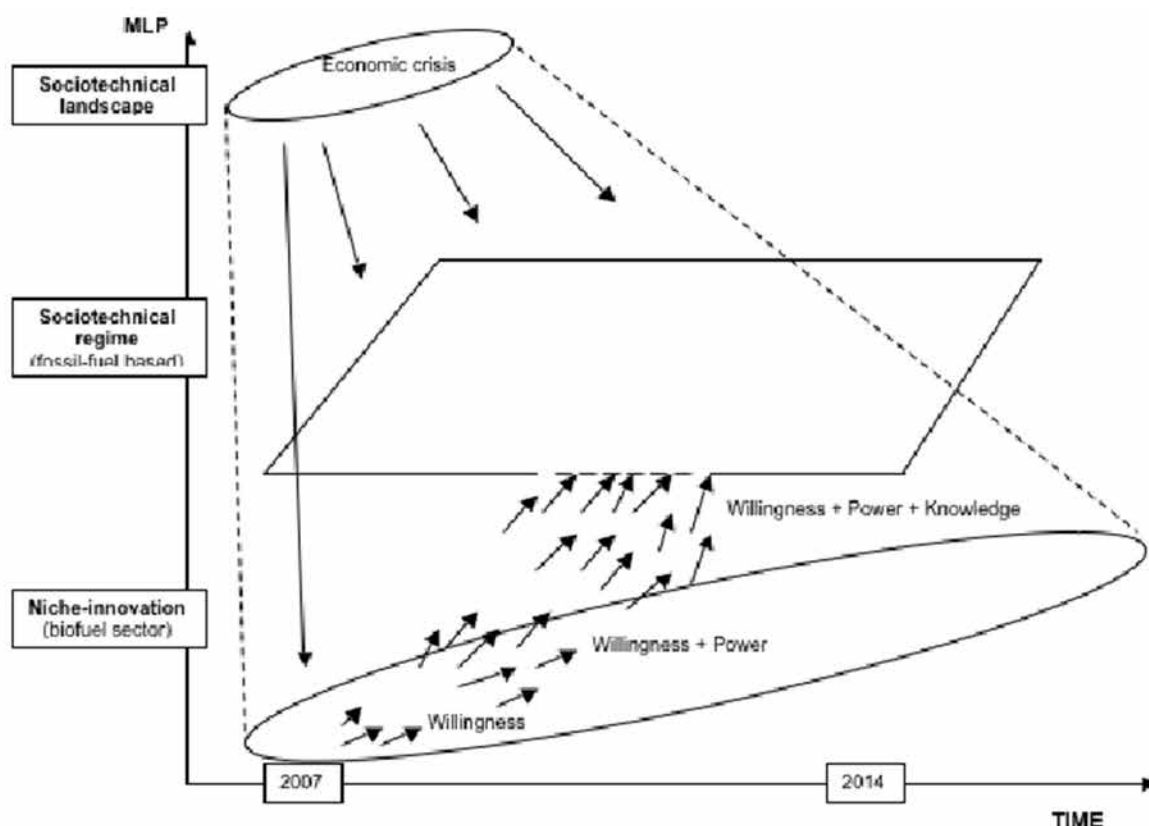 MLP
Economic crisis
Sociotechnical
landscape
Sociotechnical
regime
(fossil-fuel based)
Willingness + Power + Knowledge
Niche-innovation
(biofuel sector)
Willingness + Power
Willingness
2007
2014
TIME